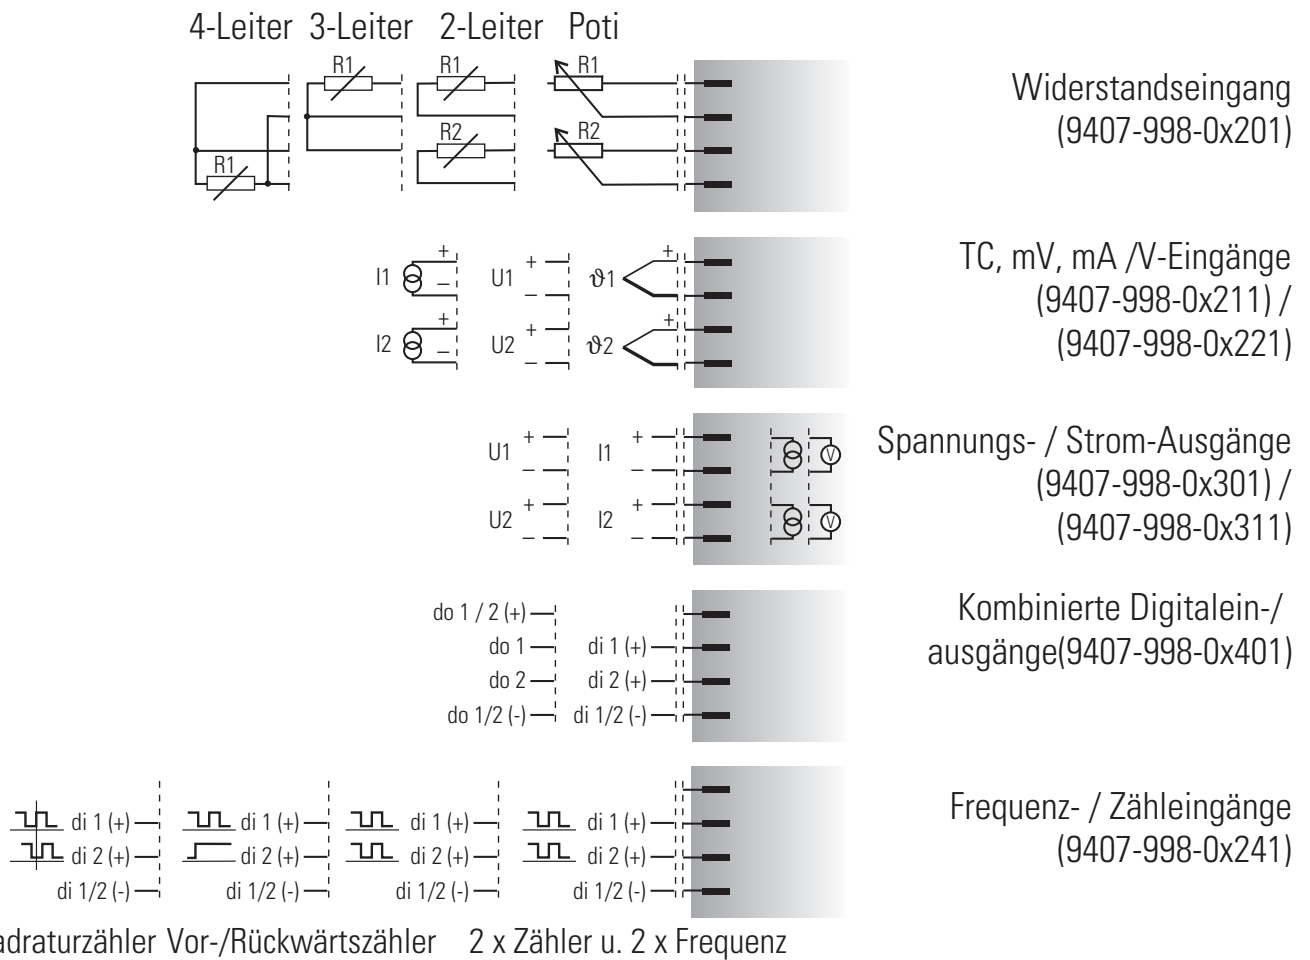 4-Leiter 3-Leiter 2-Leiter Poti
R1 R1 R1
R2 R2
R1
Widerstandseingang
(9407-998-0x201)
I1 + – U1 + – ϑ1 +
I2 + – U2 + – ϑ2 +
TC, mV, mA /V-Eingänge
(9407-998-0x211) /
(9407-998-0x221)
U1 + – I1 + – V
U2 + – I2 + – V
Spannungs- / Strom-Ausgänge
(9407-998-0x301) /
(9407-998-0x311)
do 1 / 2 (+)
do 1 di 1 (+)
do 2 di 2 (+)
do 1/2 (-) di 1/2 (-)
Kombinierte Digitalein-/
ausgänge(9407-998-0x401)
di 1 (+) di 1 (+) di 1 (+) di 1 (+)
di 2 (+) di 2 (+) di 2 (+) di 2 (+)
di 1/2 (-) di 1/2 (-) di 1/2 (-) di 1/2 (-)
Frequenz- / Zähleingänge
(9407-998-0x241)
adraturzähler Vor-/Rückwärtszähler 2 x Zähler u. 2 x Frequenz